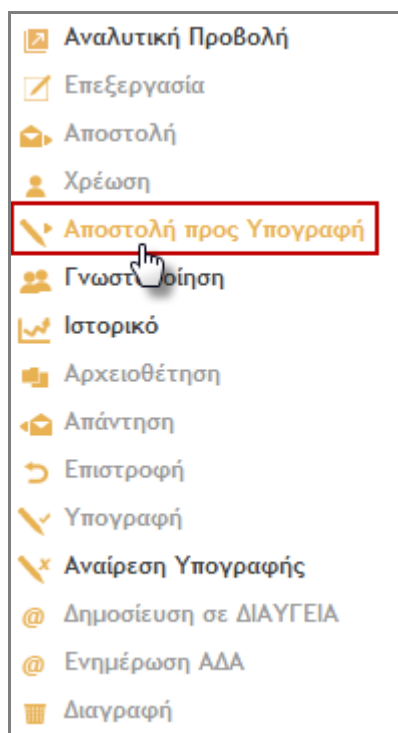 Αναλυτική Προβολή
Επεξεργασία
Αποστολή
Χρέωση
Αποστολή προς Υπογραφή
Γνωστοποίηση
Ιστορικό
Αρχειοθέτηση
Απάντηση
Επιστροφή
Υπογραφή
Αναίρεση Υπογραφής
@ Δημοσίευση σε ΔΙΑΥΓΕΙΑ
@ Ενημέρωση ΑΔΑ
Διαγραφή